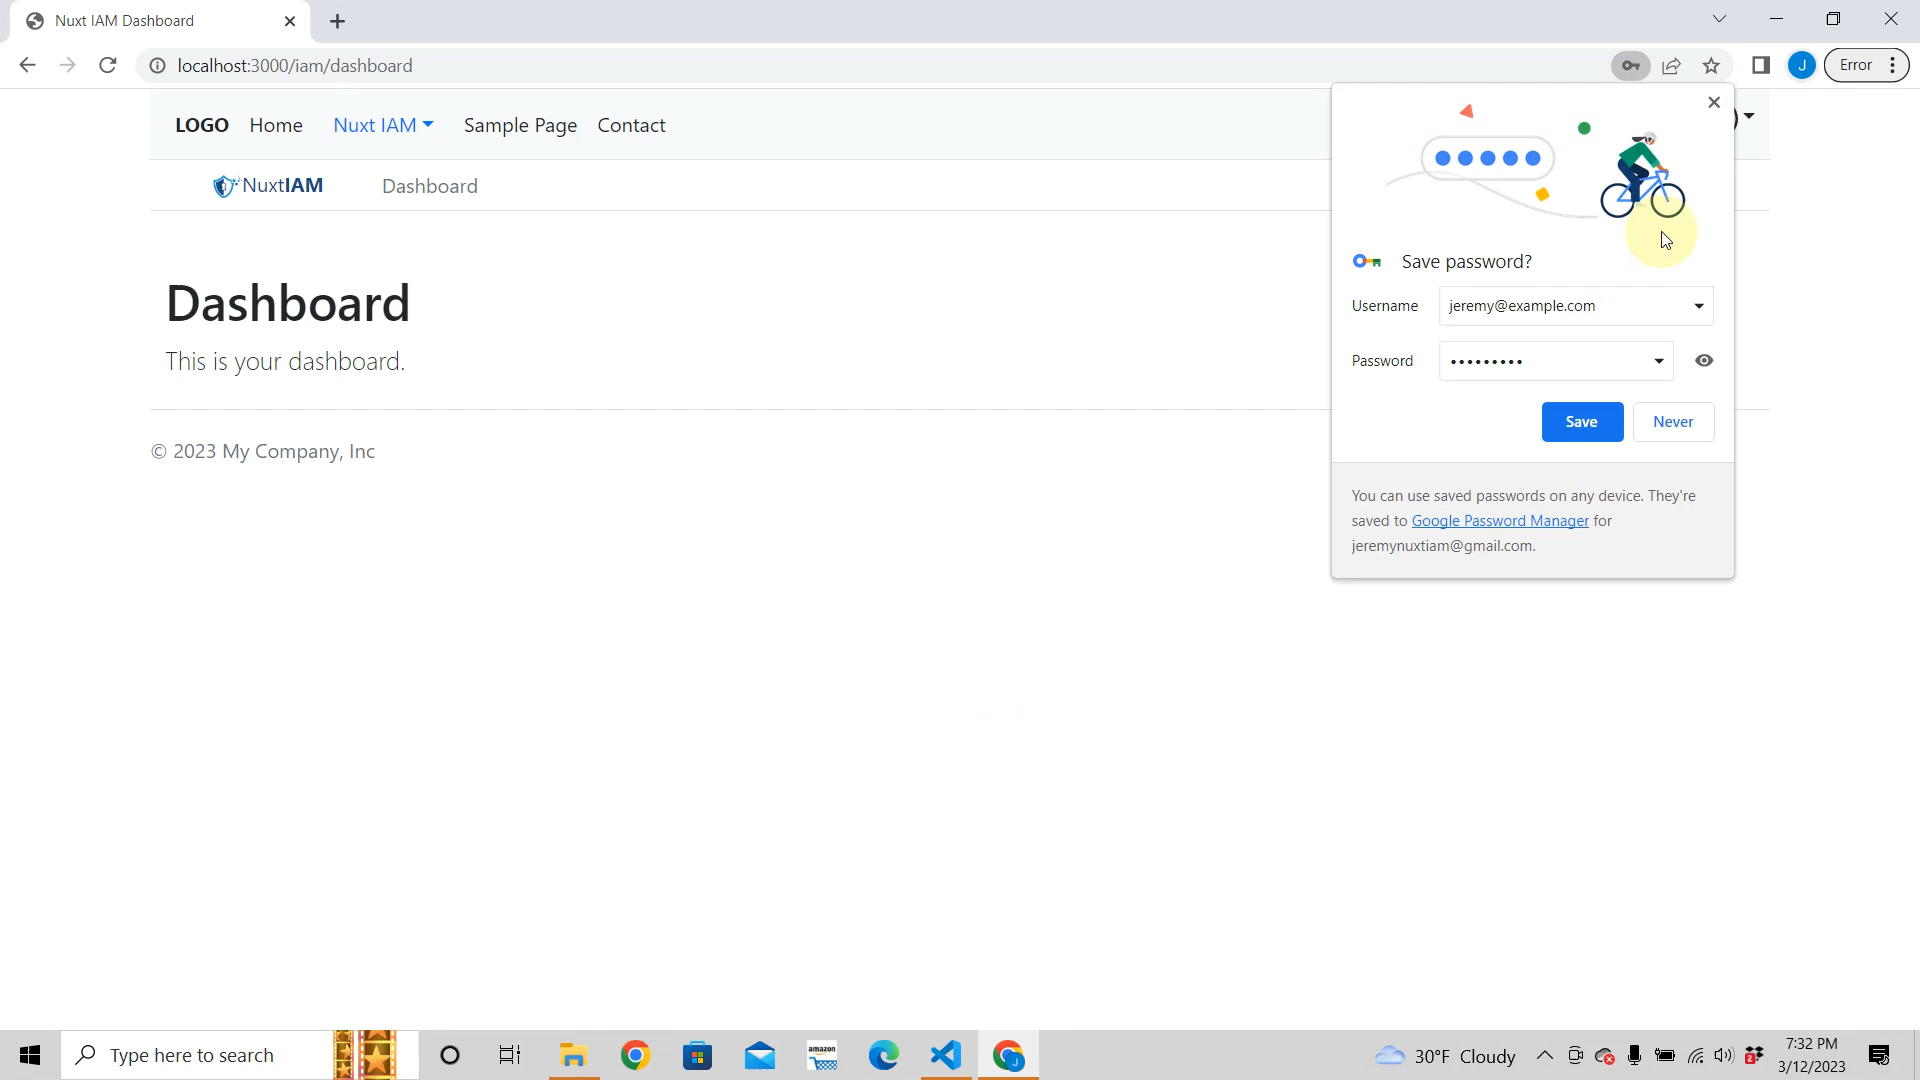 Nuxt IAM Dashboard
localhost:3000/iam/dashboard
J
Error
LOGO Home Nuxt IAM Sample Page Contact
NuxtIAM Dashboard
Dashboard
This is your dashboard.
© 2023 My Company, Inc
Save password?
Username jeremy@example.com
Password •••••••••
Save Never
You can use saved passwords on any device. They're
saved to Google Password Manager for
jeremynuxtiam@gmail.com.
Type here to search
amazon
J
30°F Cloudy
2
7:32 PM
3/12/2023